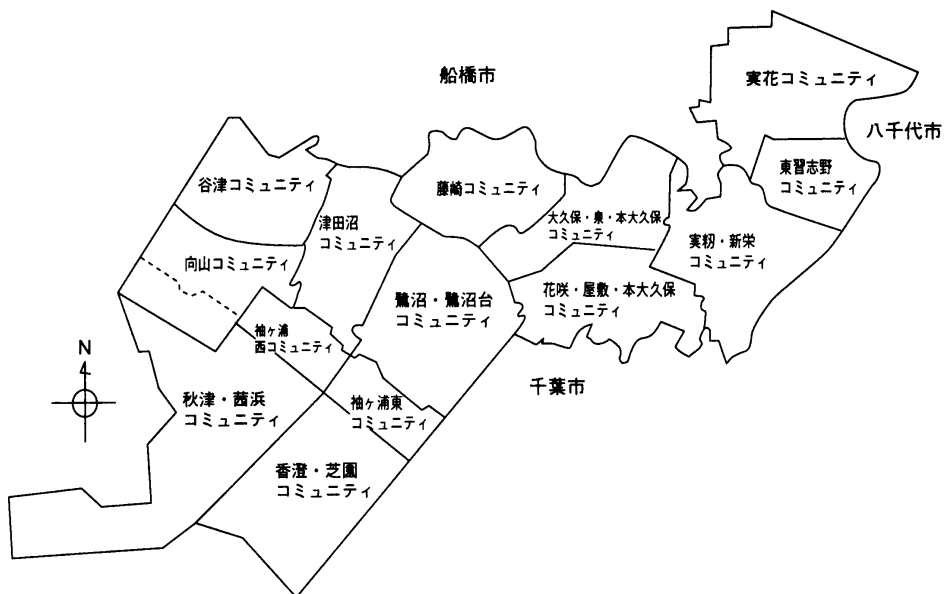 船橋市
実花コミュニティ
八千代市
東習志野
コミュニティ
谷津コミュニティ
藤崎コミュニティ
津田沼
コミュニティ
大久保・泉・本大久保
コミュニティ
実籾・新栄
コミュニティ
向山コミュニティ
花咲・屋敷・本大久保
コミュニティ
鷺沼・鷺沼台
コミュニティ
袖ヶ浦
西コミュニティ
N
千葉市
秋津・茜浜
コミュニティ
袖ヶ浦東
コミュニティ
香澄・芝園
コミュニティ